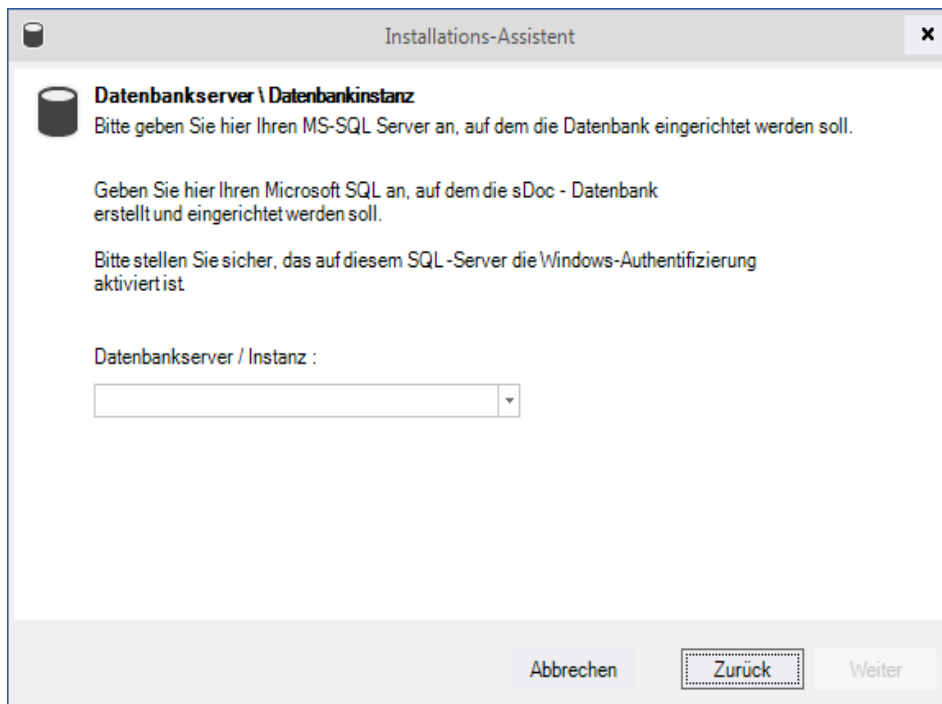 Installations-Assistent
Datenbankserver \ Datenbankinstanz
Bitte geben Sie hier Ihren MS-SQL Server an, auf dem die Datenbank eingerichtet werden soll.
Geben Sie hier Ihren Microsoft SQL an, auf dem die sDoc - Datenbank
erstellt und eingerichtet werden soll.
Bitte stellen Sie sicher, das auf diesem SQL-Server die Windows-Authentifizierung
aktiviert ist.
Datenbankserver / Instanz :
Abbrechen Zurück Weiter